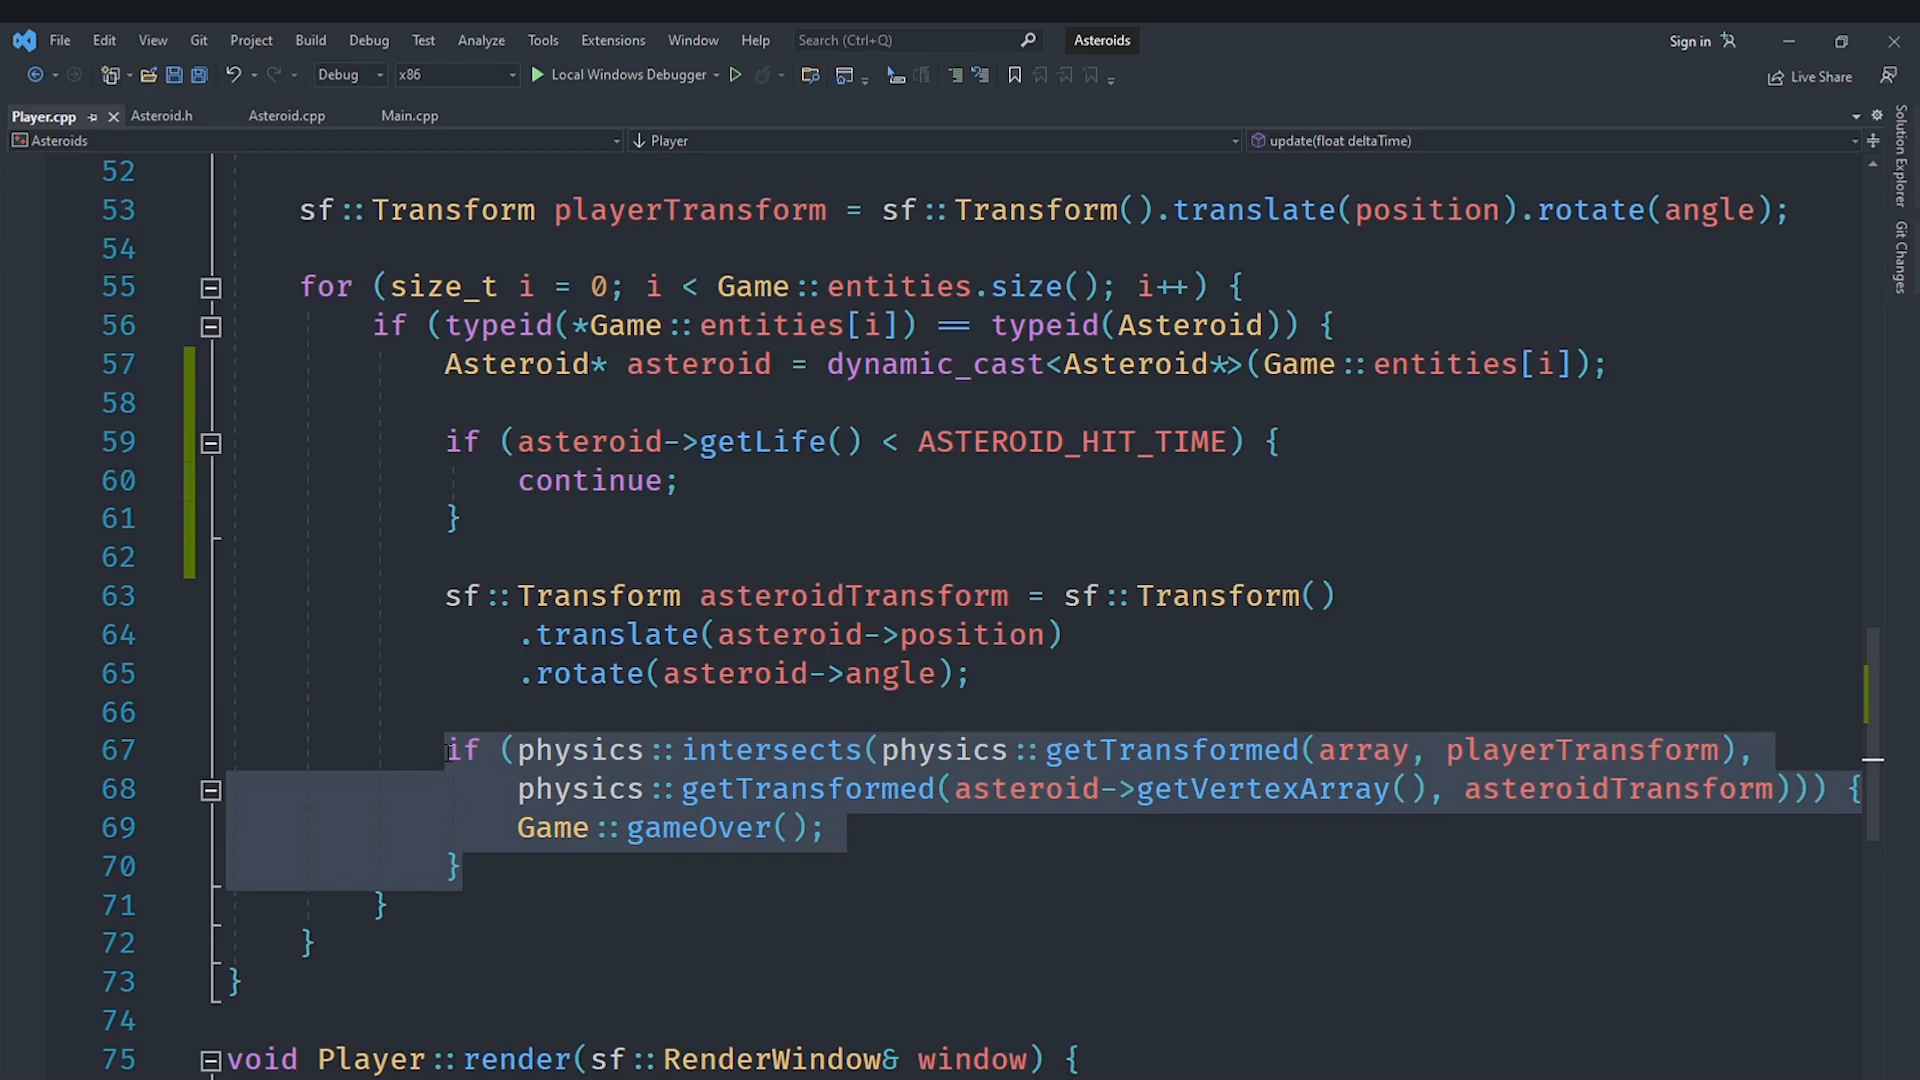 File Edit View Git Project Build Debug Test Analyze Tools Extensions Window Help Search (Ctrl+Q) Asteroids Sign in
Debug x86 Local Windows Debugger Live Share
Player.cpp Asteroid.h Asteroid.cpp Main.cpp
Asteroids Player update(float deltaTime)
Solution Explorer
Git Changes
52
53 sf::Transform playerTransform = sf::Transform().translate(position).rotate(angle);
54
55 for (size_t i = 0; i < Game::entities.size(); i++) {
56 if (typeid(*Game::entities[i]) == typeid(Asteroid)) {
57 Asteroid* asteroid = dynamic_cast<Asteroid*>(Game::entities[i]);
58
59 if (asteroid->getLife() < ASTEROID_HIT_TIME) {
60 continue;
61 }
62
63 sf::Transform asteroidTransform = sf::Transform()
64 .translate(asteroid->position)
65 .rotate(asteroid->angle);
66
67 if (physics::intersects(physics::getTransformed(array, playerTransform),
68 physics::getTransformed(asteroid->getVertexArray(), asteroidTransform))) {
69 Game::gameOver();
70 }
71 }
72 }
73 }
74
75 void Player::render(sf::RenderWindow& window) {